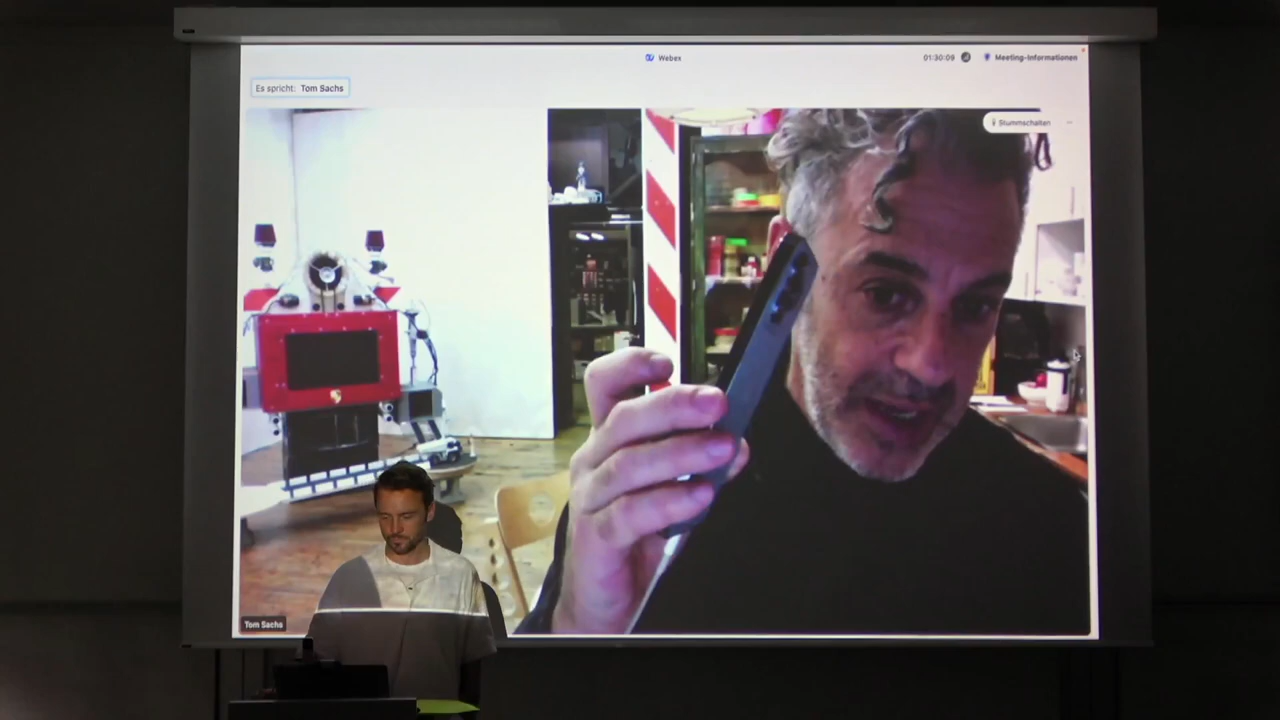 Webex
01:30:09
Meeting-Informationen
Es spricht: Tom Sachs
Stummschalten
Tom Sachs